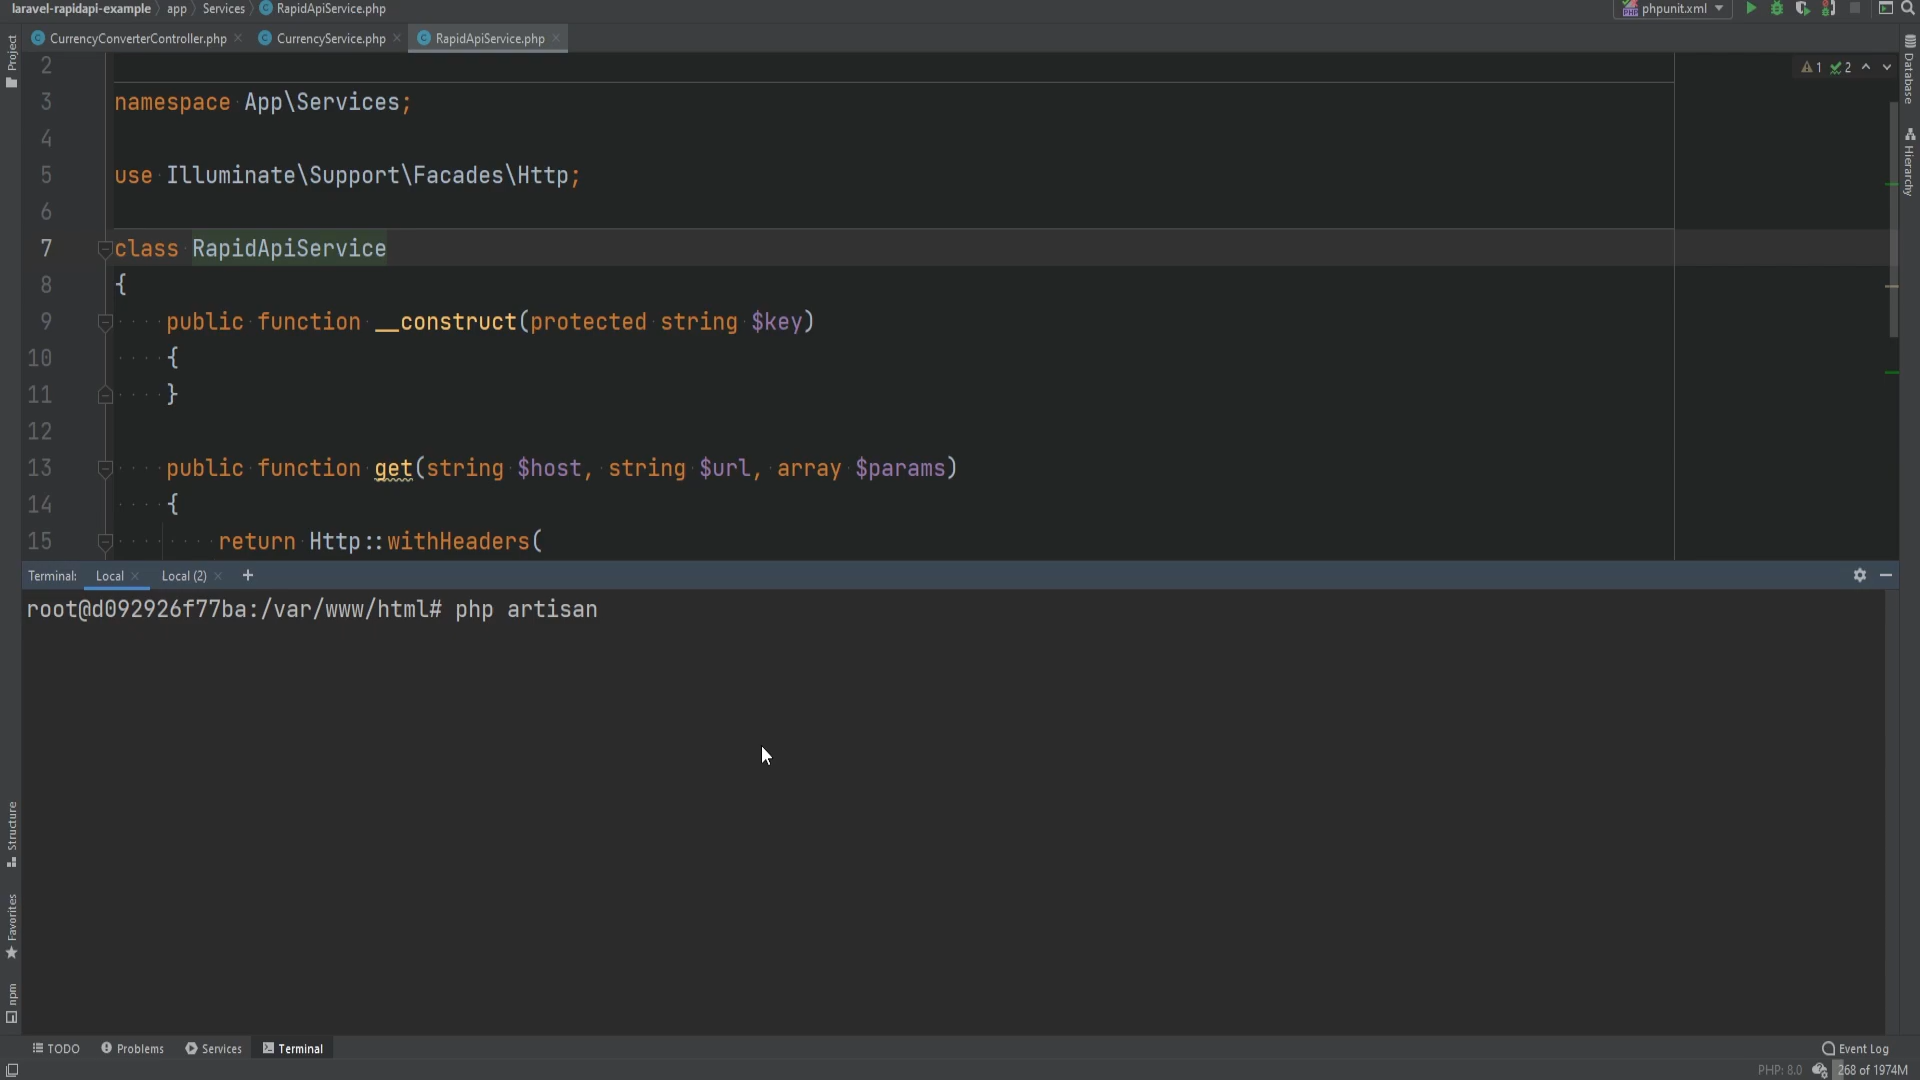 laravel-rapidapi-example app Services RapidApiService.php phpunit.xml
CurrencyConverterController.php CurrencyService.php RapidApiService.php
Project
Database
Hierarchy
1 2
2
3 namespace App\Services;
4
5 use Illuminate\Support\Facades\Http;
6
7 class RapidApiService
8 {
9 public function __construct(protected string $key)
10 {
11 }
12
13 public function get(string $host, string $url, array $params)
14 {
15 return Http::withHeaders(
Terminal: Local Local (2) +
root@d092926f77ba:/var/www/html# php artisan
Structure
Favorites
npm
TODO Problems Services Terminal Event Log
PHP: 8.0 268 of 1974M